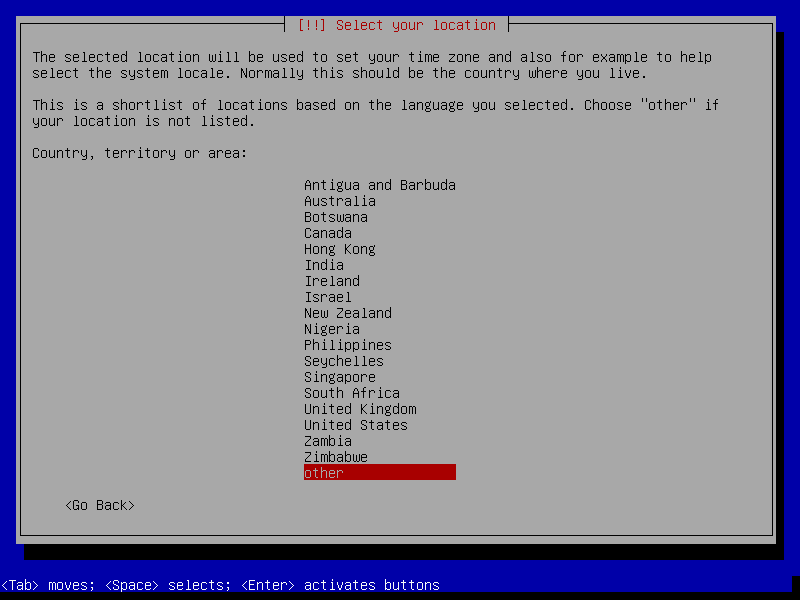 [!!] Select your location
The selected location will be used to set your time zone and also for example to help
select the system locale. Normally this should be the country where you live.
This is a shortlist of locations based on the language you selected. Choose "other" if
your location is not listed.
Country, territory or area:
Antigua and Barbuda
Australia
Botswana
Canada
Hong Kong
India
Ireland
Israel
New Zealand
Nigeria
Philippines
Seychelles
Singapore
South Africa
United Kingdom
United States
Zambia
Zimbabwe
other
<Go Back>
<Tab> moves; <Space> selects; <Enter> activates buttons